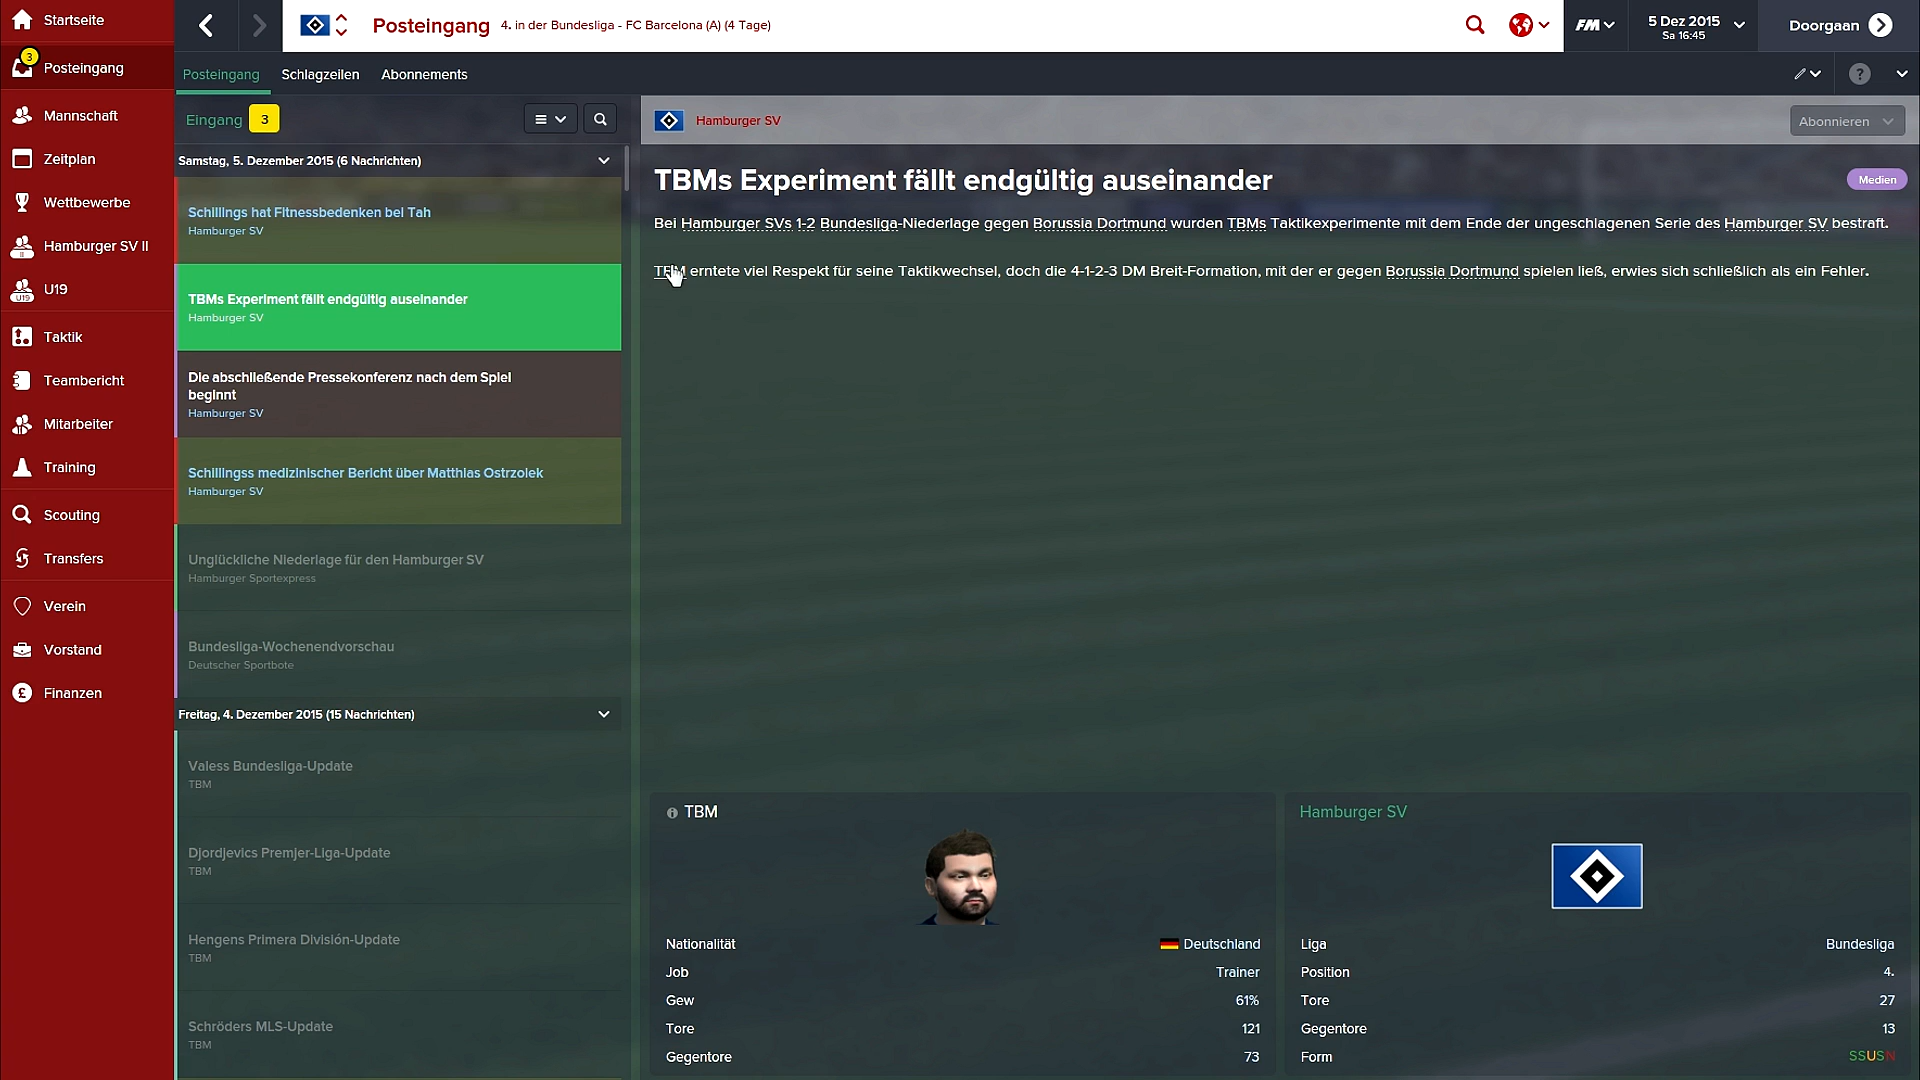 Startseite
3
Posteingang
Mannschaft
Zeitplan
Wettbewerbe
Hamburger SV II
U19
Taktik
Teambericht
Mitarbeiter
Training
Scouting
Transfers
Verein
Vorstand
Finanzen
Posteingang 4. in der Bundesliga - FC Barcelona (A) (4 Tage)
FM
5 Dez 2015
Sa 16:45
Doorgaan
Posteingang Schlagzeilen Abonnements
?
Eingang 3
Samstag, 5. Dezember 2015 (6 Nachrichten)
Schillings hat Fitnessbedenken bei Tah
Hamburger SV
TBMs Experiment fällt endgültig auseinander
Hamburger SV
Die abschließende Pressekonferenz nach dem Spiel
beginnt
Hamburger SV
Schillingss medizinischer Bericht über Matthias Ostrzolek
Hamburger SV
Unglückliche Niederlage für den Hamburger SV
Hamburger Sportexpress
Bundesliga-Wochenendvorschau
Deutscher Sportbote
Freitag, 4. Dezember 2015 (15 Nachrichten)
Valess Bundesliga-Update
TBM
Djordjevics Premjer-Liga-Update
TBM
Hengens Primera División-Update
TBM
Schröders MLS-Update
TBM
Hamburger SV
Abonnieren
TBMs Experiment fällt endgültig auseinander
Medien
Bei Hamburger SVs 1-2 Bundesliga-Niederlage gegen Borussia Dortmund wurden TBMs Taktikexperimente mit dem Ende der ungeschlagenen Serie des Hamburger SV bestraft.
TBM erntete viel Respekt für seine Taktikwechsel, doch die 4-1-2-3 DM Breit-Formation, mit der er gegen Borussia Dortmund spielen ließ, erwies sich schließlich als ein Fehler.
TBM
Nationalität Deutschland
Job Trainer
Gew 61%
Tore 121
Gegentore 73
Hamburger SV
Liga Bundesliga
Position 4.
Tore 27
Gegentore 13
Form SSUSN